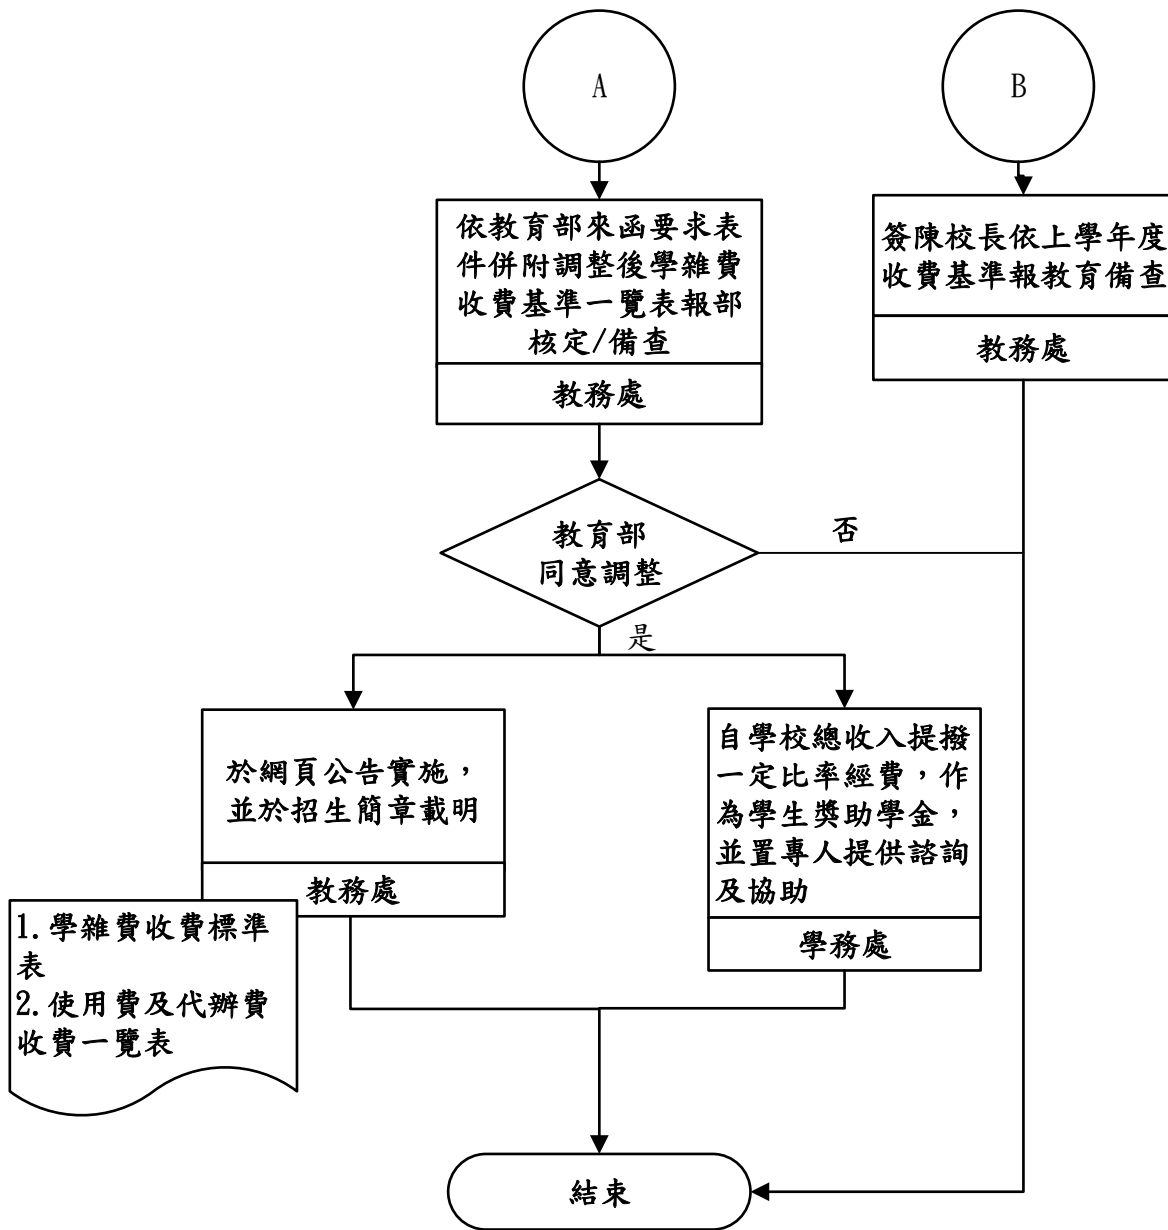 A
B
依教育部來函要求表
件併附調整後學雜費
收費基準一覽表報部
核定/備查
教務處
簽陳校長依上學年度
收費基準報教育備查
教務處
教育部
同意調整
否
是
於網頁公告實施，
並於招生簡章載明
教務處
自學校總收入提撥
一定比率經費，作
為學生獎助學金，
並置專人提供諮詢
及協助
學務處
1.學雜費收費標準
表
2.使用費及代辦費
收費一覽表
結束